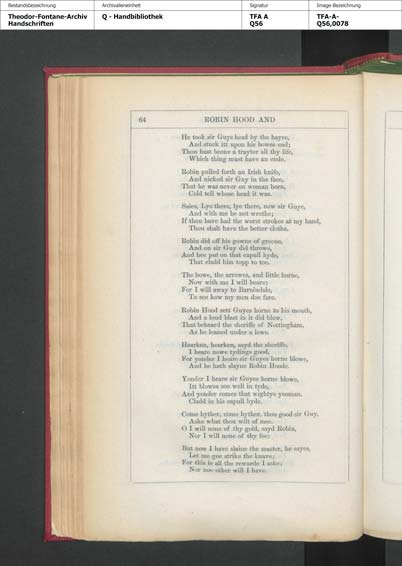 Bestandsbezeichnung
Theodor-Fontane-Archiv
Handschriften
Archivalieneinheit
Q - Handbibliothek
Signatur
TFA A
Q56
Image-Bezeichnung
TFA-A-
Q56,0078
64 ROBIN HOOD AND
He took sir Guys head by the hayre,
And stuck itt upon his bowes end;
Thou hast beene a traytor all thy life,
Which thing must have an ende.
Robin pulled forth an Irish knife,
And nicked sir Guy in the face,
That he was never on woman born,
Cold tell whose head it was.
Saies, Lye there, lye there, now sir Guye,
And with me be not wrothe;
If thou have had the worst strokes at my hand,
Thou shalt have the better clothe.
Robin did off his gowne of greene,
And on sir Guy did throwe,
And hee put on that capull hyde,
That cladd him topp to toe.
The bowe, the arrowes, and little horne,
Now with me I will beare;
For I will away to Barnèsdale,
To see how my men doe fare.
Robin Hood sett Guyes horne to his mouth,
And a loud blast in it did blow,
That beheard the sheriffe of Nottingham,
As he leaned under a lowe.
Hearken, hearken, sayd the sheriffe,
I heare nowe tydings good,
For yonder I heare sir Guyes horne blowe,
And he hath slayne Robin Hoode.
Yonder I heare sir Guyes horne blowe,
Itt blowes soe well in tyde,
And yonder comes that wightye yeoman,
Cladd in his capull hyde.
Come hyther, come hyther, thou good sir Guy,
Aske what thou wilt of mee.
O I will none of thy gold, sayd Robin,
Nor I will none of thy fee:
But now I have slaine the master, he sayes,
Let me goe strike the knave;
For this is all the rewarde I aske;
Nor noe other will I have.